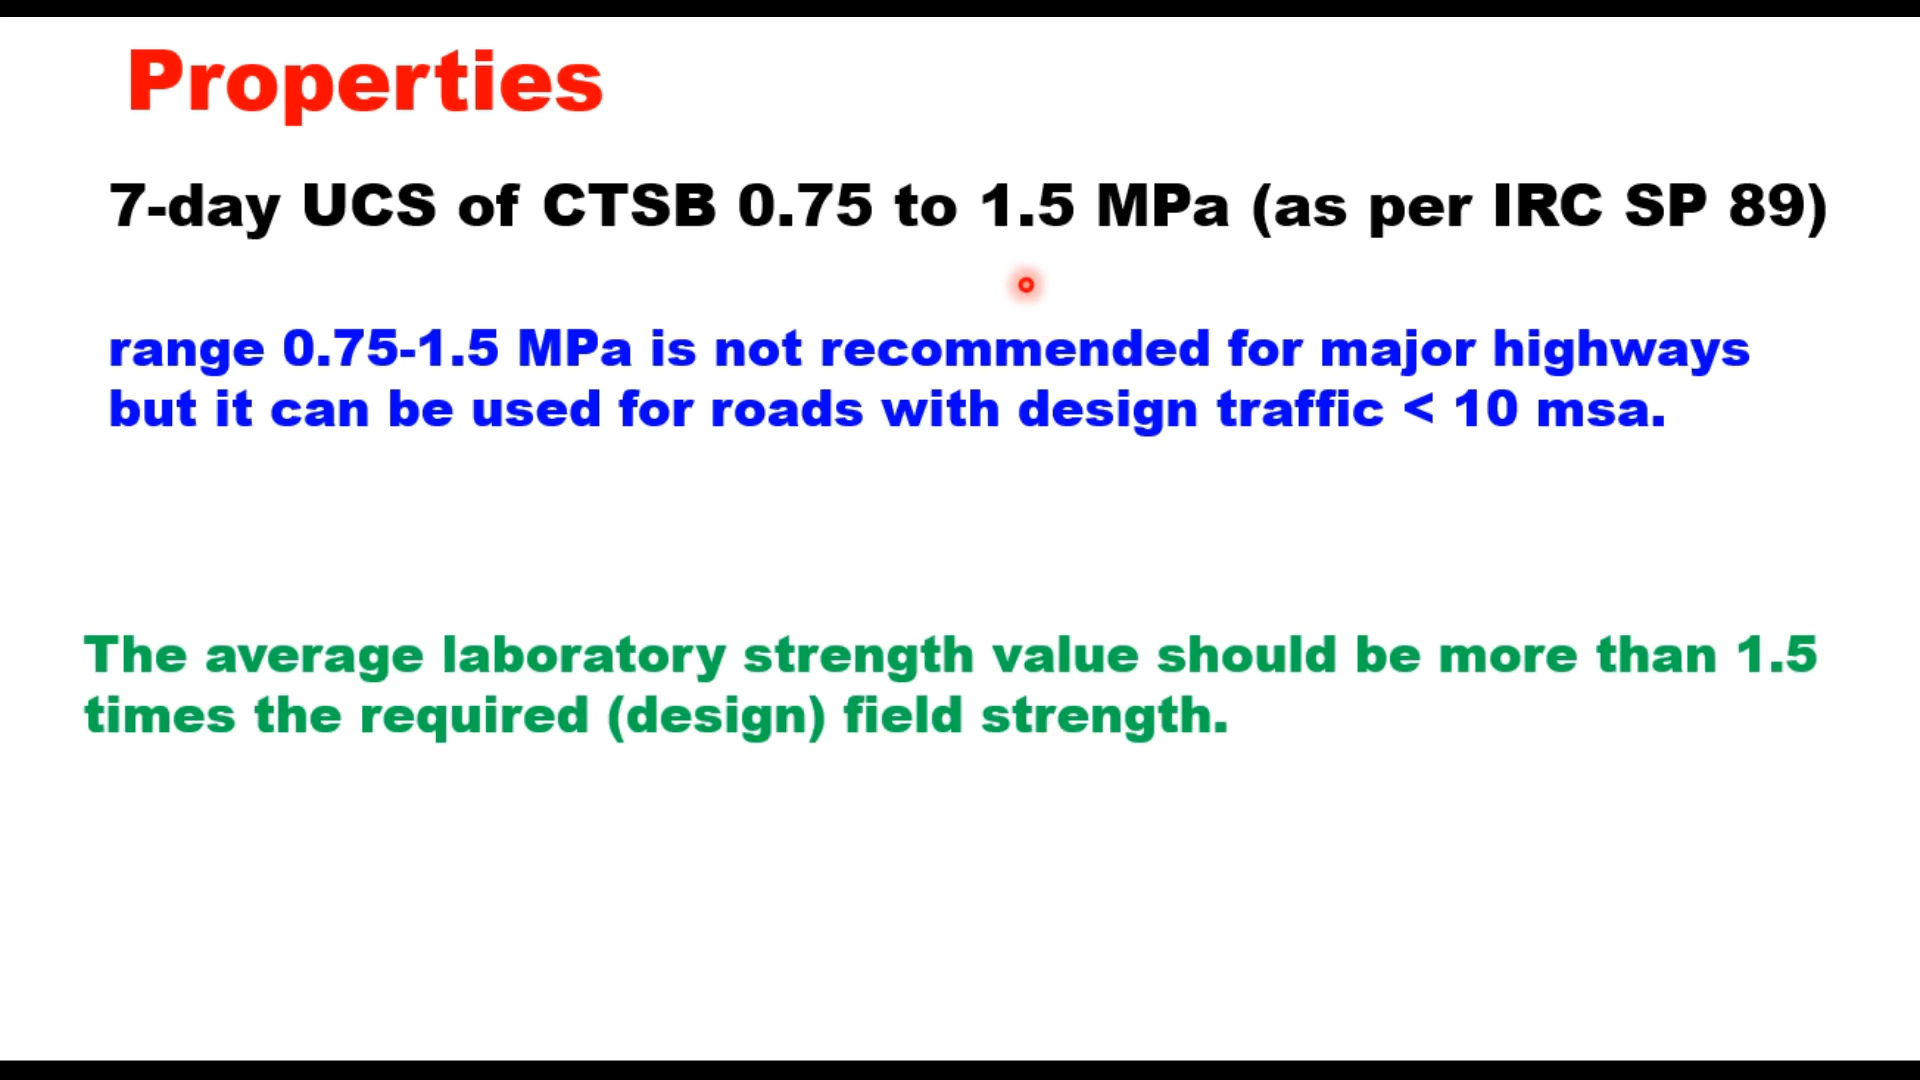 Properties
7-day UCS of CTSB 0.75 to 1.5 MPa (as per IRC SP 89)
range 0.75-1.5 MPa is not recommended for major highways
but it can be used for roads with design traffic < 10 msa.
The average laboratory strength value should be more than 1.5
times the required (design) field strength.